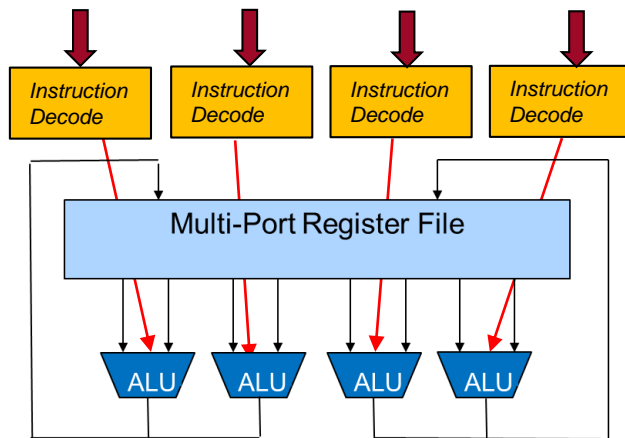 Instruction
Decode
Instruction
Decode
Instruction
Decode
Instruction
Decode
Multi-Port Register File
ALU
ALU
ALU
ALU